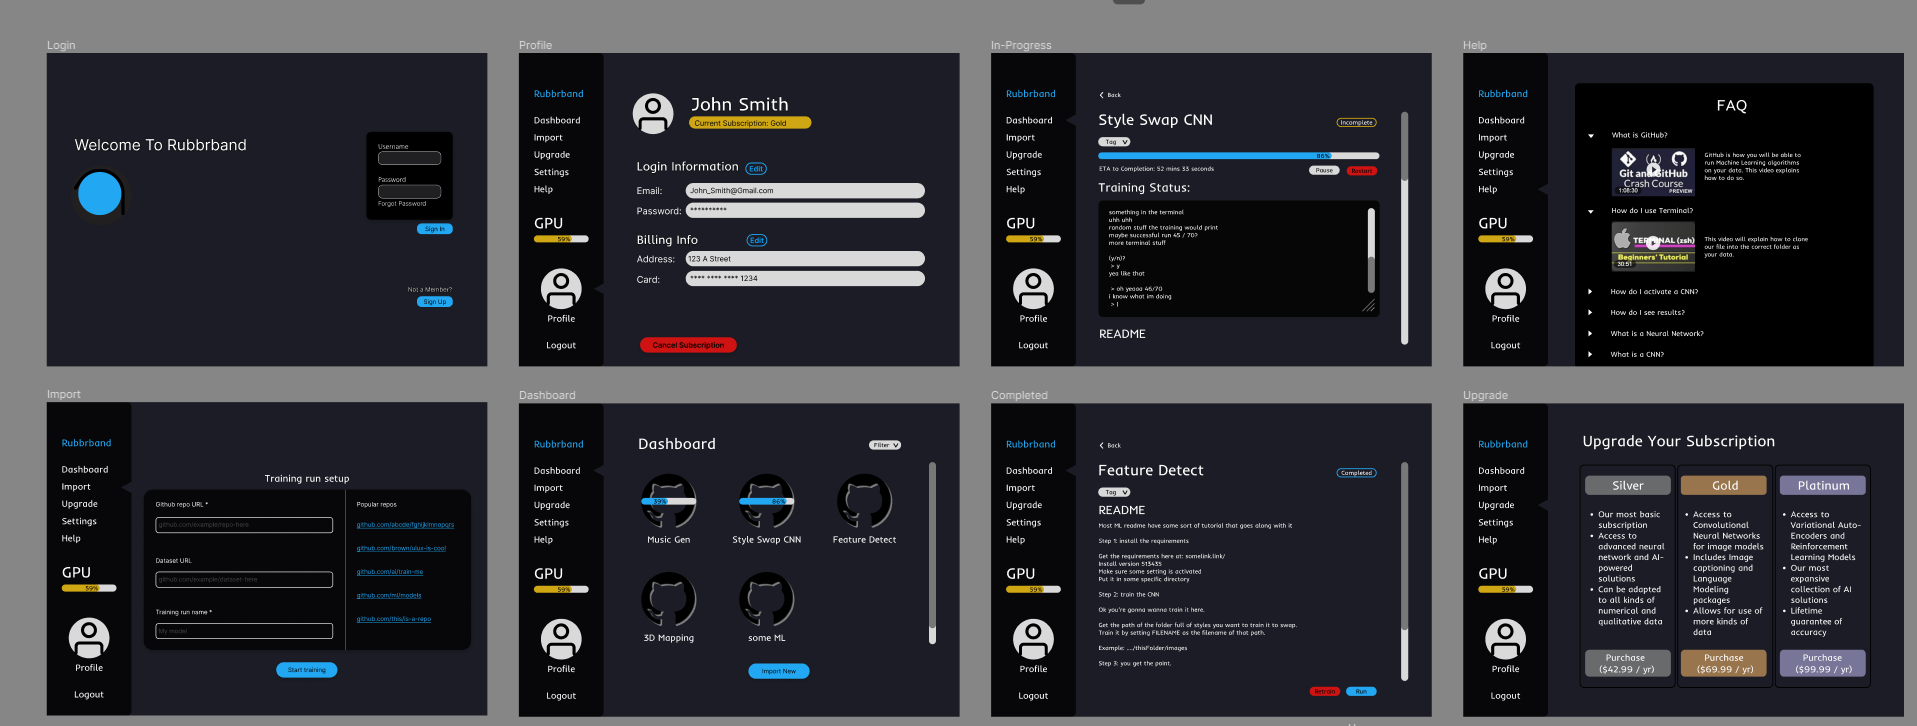 Login
Welcome To Rubbrband
Username
Password
Forgot Password
Sign In
Not a Member?
Sign Up
Profile
Rubbrband
Dashboard
Import
Upgrade
Settings
Help
GPU
59%
Profile
Logout
John Smith
Current Subscription: Gold
Login Information
Edit
Email:
John_Smith@Gmail.com
Password:
**********
Billing Info
Edit
Address:
123 A Street
Card:
**** **** **** 1234
Cancel Subscription
In-Progress
Rubbrband
Dashboard
Import
Upgrade
Settings
Help
GPU
59%
Profile
Logout
Back
Style Swap CNN
Incomplete
Tag
86%
ETA to Completion: 52 mins 33 seconds
Pause
Restart
Training Status:
something in the terminal
uhh uhh
random stuff the training would print
maybe successful run 45 / 70?
more terminal stuff
(y/n)?
> y
yea like that
> oh yeaaa 46/70
i know what im doing
> |
README
Help
Rubbrband
Dashboard
Import
Upgrade
Settings
Help
GPU
59%
Profile
Logout
FAQ
What is GitHub?
Git and GitHub
Crash Course
1:08:30
PREVIEW
GitHub is how you will be able to
run Machine Learning algorithms
on your data. This video explains
how to do so.
How do I use Terminal?
TERMINAL (zsh)
Beginners' Tutorial
30:51
This video will explain how to clone
our file into the correct folder as
your data.
How do I activate a CNN?
How do I see results?
What is a Neural Network?
What is a CNN?
Import
Rubbrband
Dashboard
Import
Upgrade
Settings
Help
GPU
59%
Profile
Logout
Training run setup
Github repo URL *
github.com/example/repo-here
Dataset URL
github.com/example/dataset-here
Training run name *
My model
Popular repos
github.com/abcde/fghijklmnopqrs
github.com/brown/uiux-is-cool
github.com/ai/train-me
github.com/ml/models
github.com/this/is-a-repo
Start training
Dashboard
Rubbrband
Dashboard
Import
Upgrade
Settings
Help
GPU
59%
Profile
Logout
Dashboard
Filter
39%
86%
Music Gen
Style Swap CNN
Feature Detect
3D Mapping
some ML
Import New
Completed
Rubbrband
Dashboard
Import
Upgrade
Settings
Help
GPU
59%
Profile
Logout
Back
Feature Detect
Completed
Tag
README
Most ML readme have some sort of tutorial that goes along with it
Step 1: install the requirements
Get the requirements here at: somelink.link/
Install version 513435
Make sure some setting is activated
Put it in some specific directory
Step 2: train the CNN
Ok you're gonna wanna train it here.
Get the path of the folder full of styles you want to train it to swap.
Train it by setting FILENAME as the filename of that path.
Example: .../thisFolder/images
Step 3: you get the point.
Retrain
Run
Upgrade
Rubbrband
Dashboard
Import
Upgrade
Settings
Help
GPU
59%
Profile
Logout
Upgrade Your Subscription
Silver
• Our most basic
subscription
• Access to
advanced neural
network and AI-
powered
solutions
• Can be adapted
to all kinds of
numerical and
qualitative data
Purchase
($42.99 / yr)
Gold
• Access to
Convolutional
Neural Networks
for image models
• Includes Image
captioning and
Language
Modeling
packages
• Allows for use of
more kinds of
data
Purchase
($69.99 / yr)
Platinum
• Access to
Variational Auto-
Encoders and
Reinforcement
Learning Models
• Our most
expansive
collection of AI
solutions
• Lifetime
guarantee of
accuracy
Purchase
($99.99 / yr)